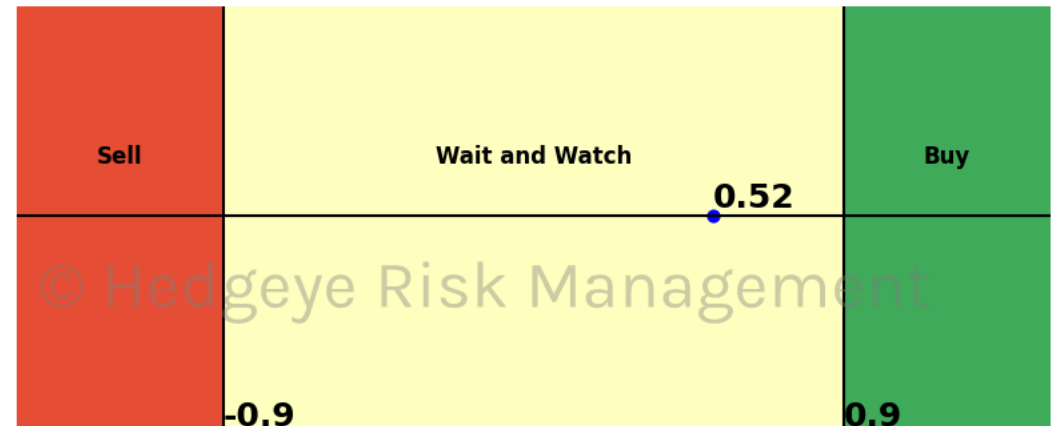 Sell
Wait and Watch
Buy
0.52
© Hedgeye Risk Management
-0.9
0.9